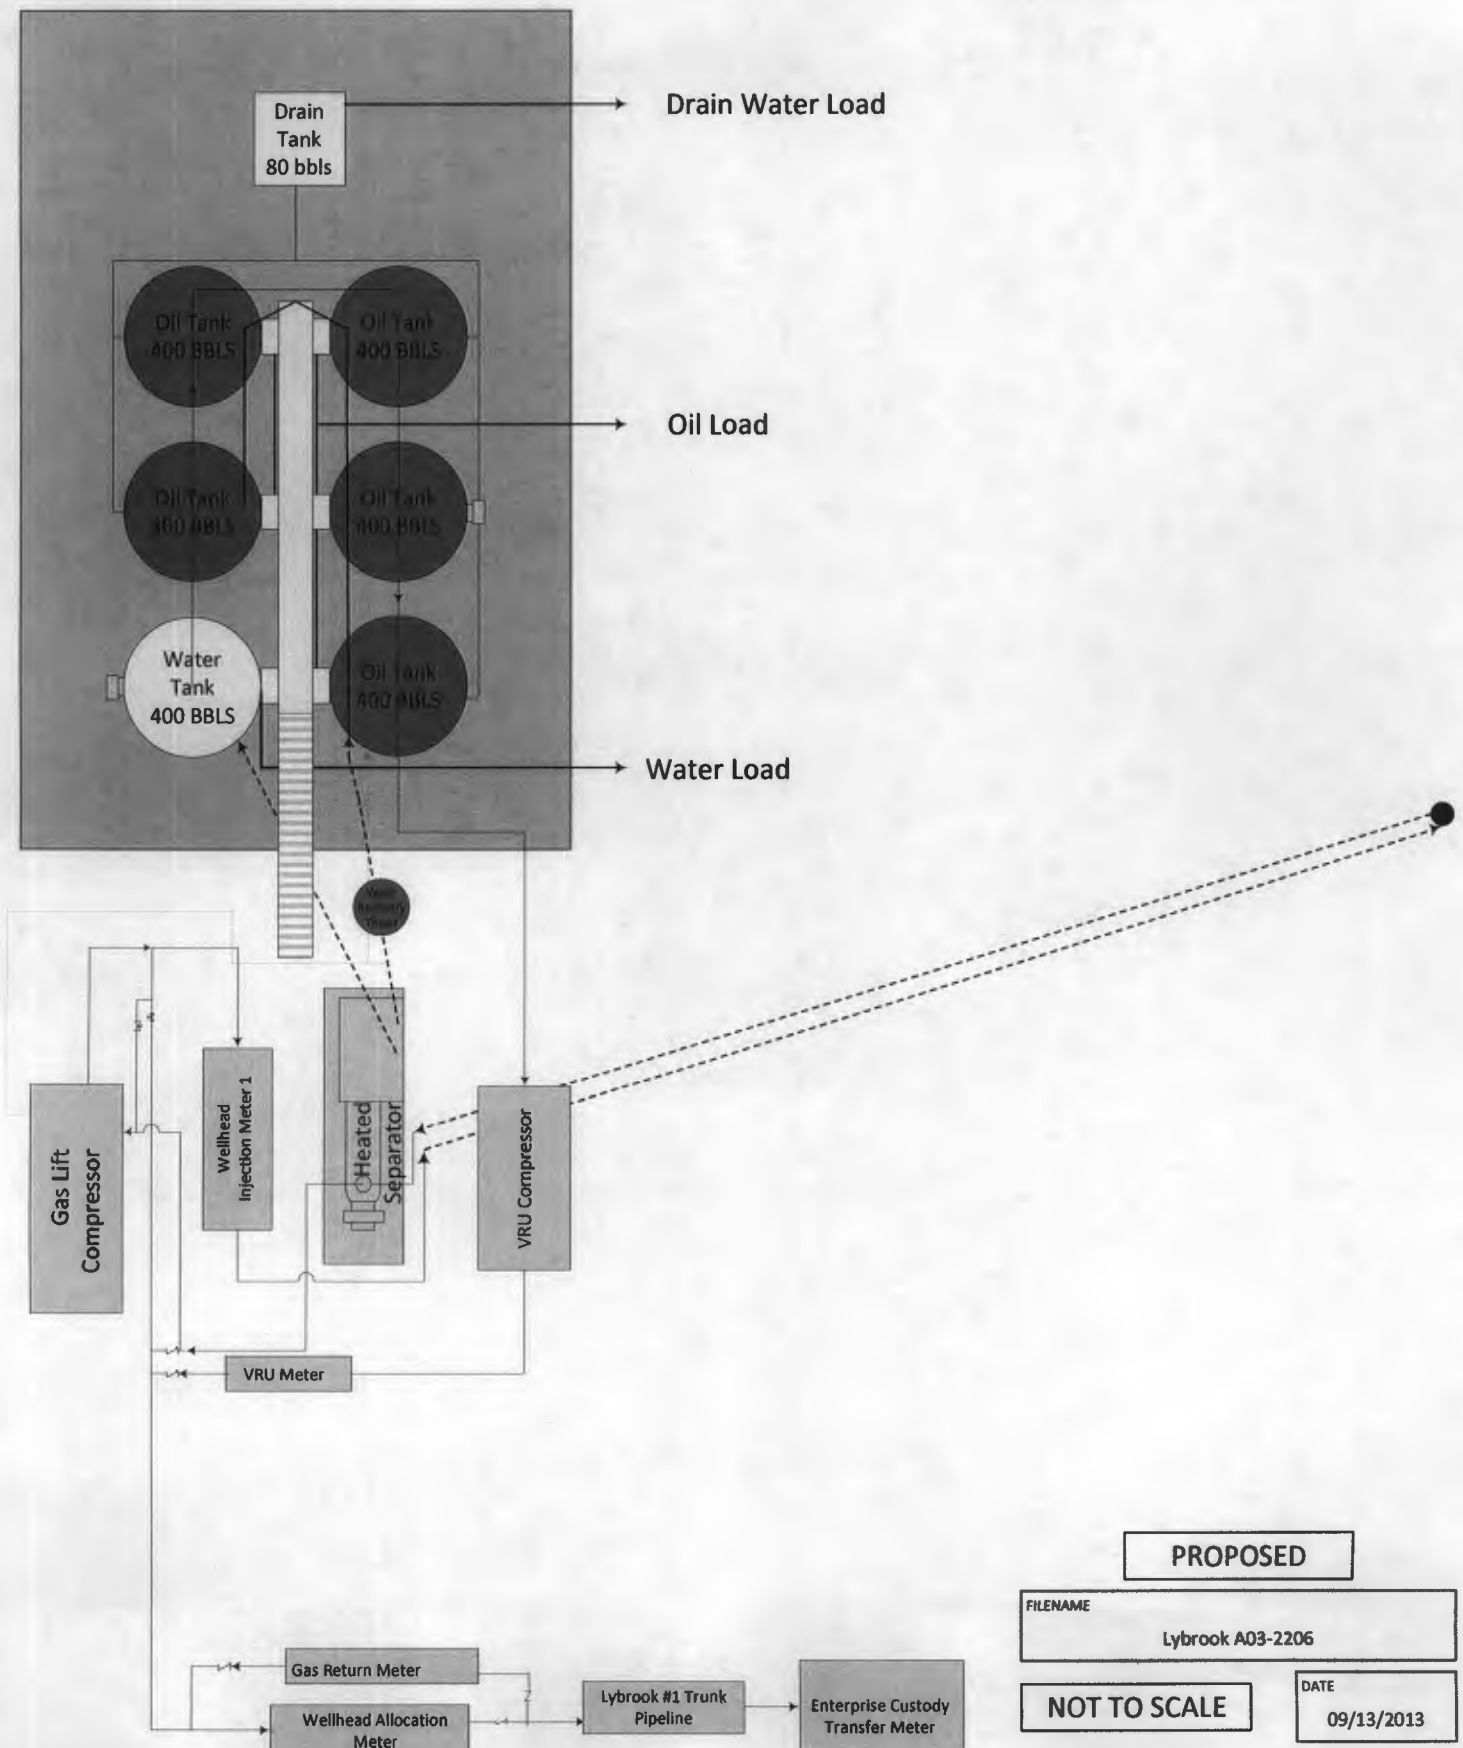 Drain
Tank
80 bbls
Drain Water Load
Oil Tank
400 BBLS
Oil Tank
400 BBLS
Oil Load
Oil Tank
400 BBLS
Oil Tank
400 BBLS
Water
Tank
400 BBLS
Oil Tank
400 BBLS
Water Load
Gas Lift
Compressor
Wellhead
Injection Meter 1
Heated
Separator
VRU Compressor
VRU Meter
Gas Return Meter
Wellhead Allocation
Meter
Lybrook #1 Trunk
Pipeline
Enterprise Custody
Transfer Meter
PROPOSED
FILENAME
Lybrook A03-2206
NOT TO SCALE
DATE
09/13/2013